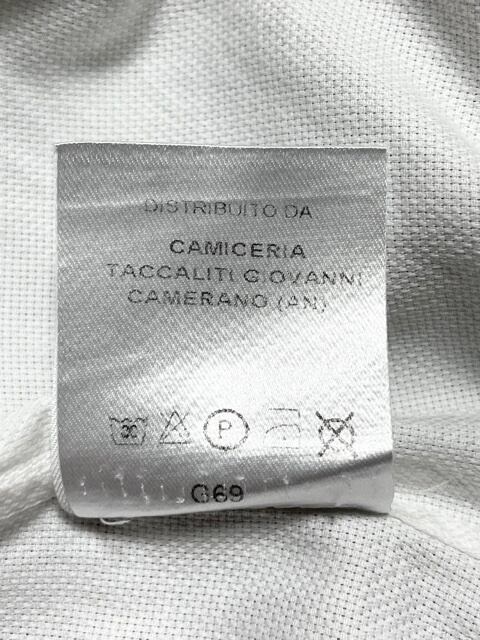 DISTRIBUITO DA
CAMICERIA
TACCALITI GIOVANNI
CAMERANO (AN)
P
G69